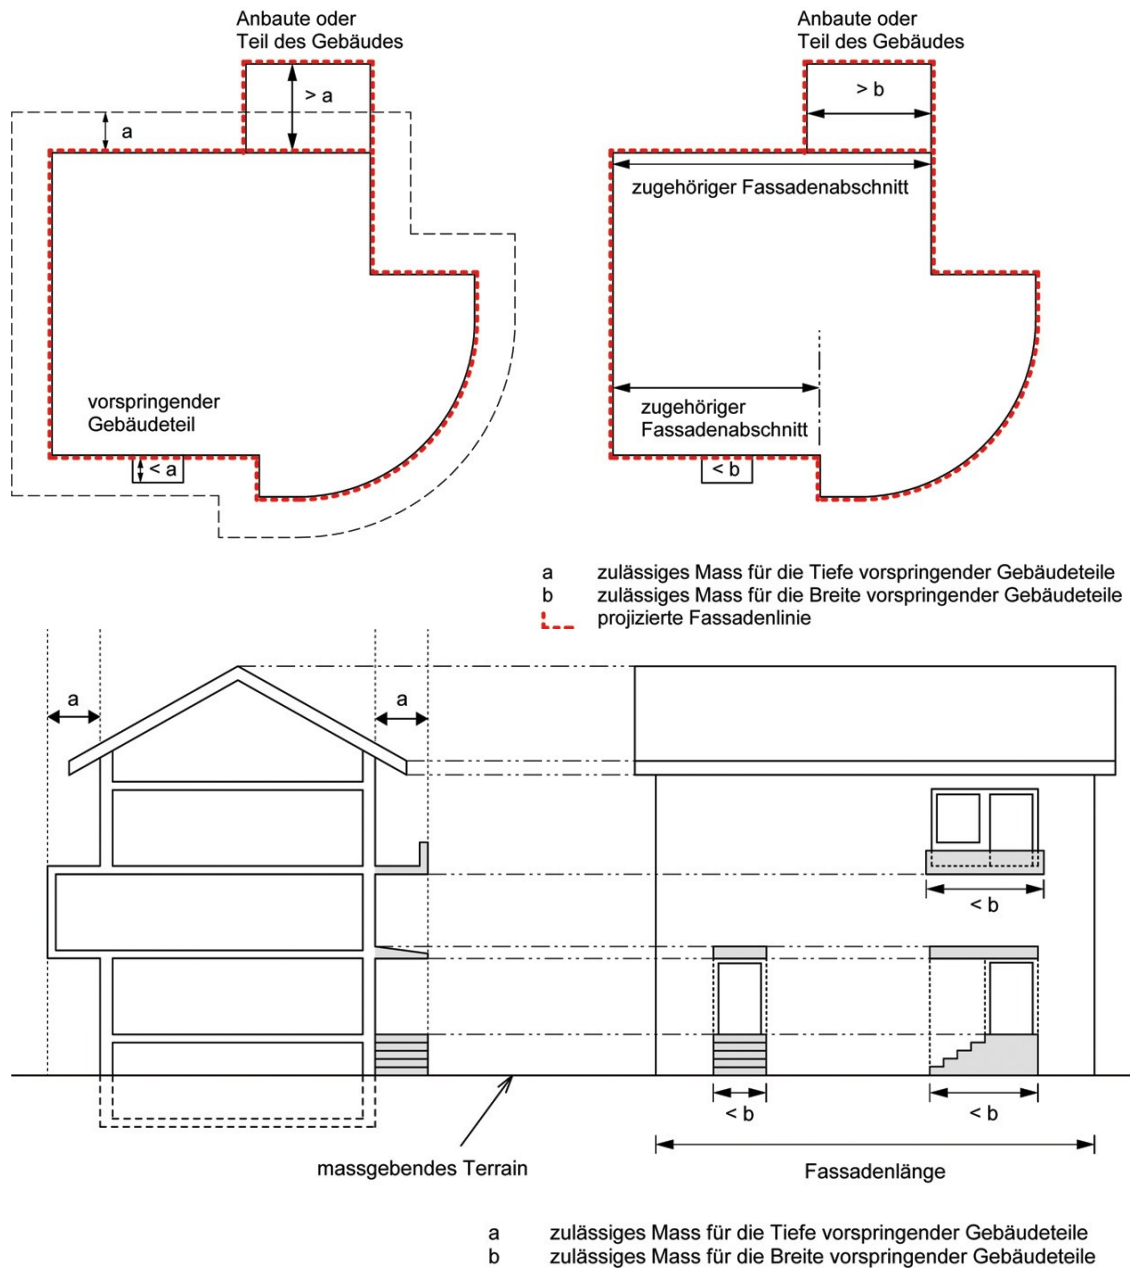 Anbaute oder
Teil des Gebäudes
> a
a
vorspringender
Gebäudeteil
< a
Anbaute oder
Teil des Gebäudes
> b
zugehöriger Fassadenabschnitt
zugehöriger
Fassadenabschnitt
< b
a zulässiges Mass für die Tiefe vorspringender Gebäudeteile
b zulässiges Mass für die Breite vorspringender Gebäudeteile
projizierte Fassadenlinie
a
a
< b
< b
< b
massgebendes Terrain
Fassadenlänge
a zulässiges Mass für die Tiefe vorspringender Gebäudeteile
b zulässiges Mass für die Breite vorspringender Gebäudeteile